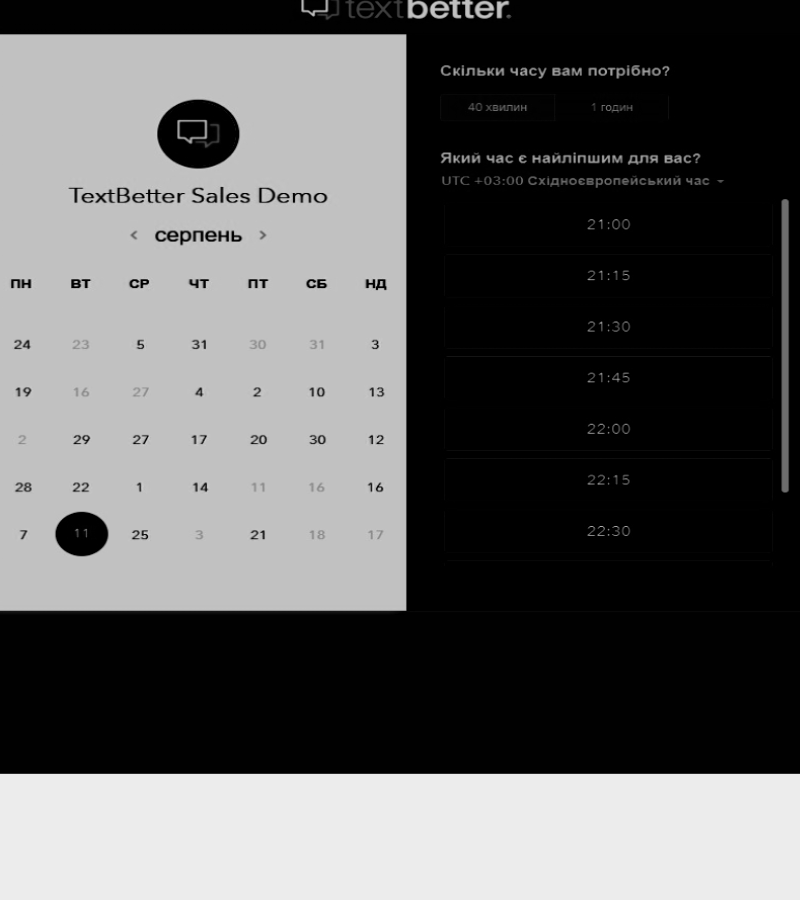 textbetter.
TextBetter Sales Demo
< серпень >
ПН ВТ СР ЧТ ПТ СБ НД
24 23 5 31 30 31 3
19 16 27 4 2 10 13
2 29 27 17 20 30 12
28 22 1 14 11 16 16
7 11 25 3 21 18 17
Скільки часу вам потрібно?
40 хвилин 1 годин
Який час є найліпшим для вас?
UTC +03:00 Східноєвропейський час
21:00
21:15
21:30
21:45
22:00
22:15
22:30